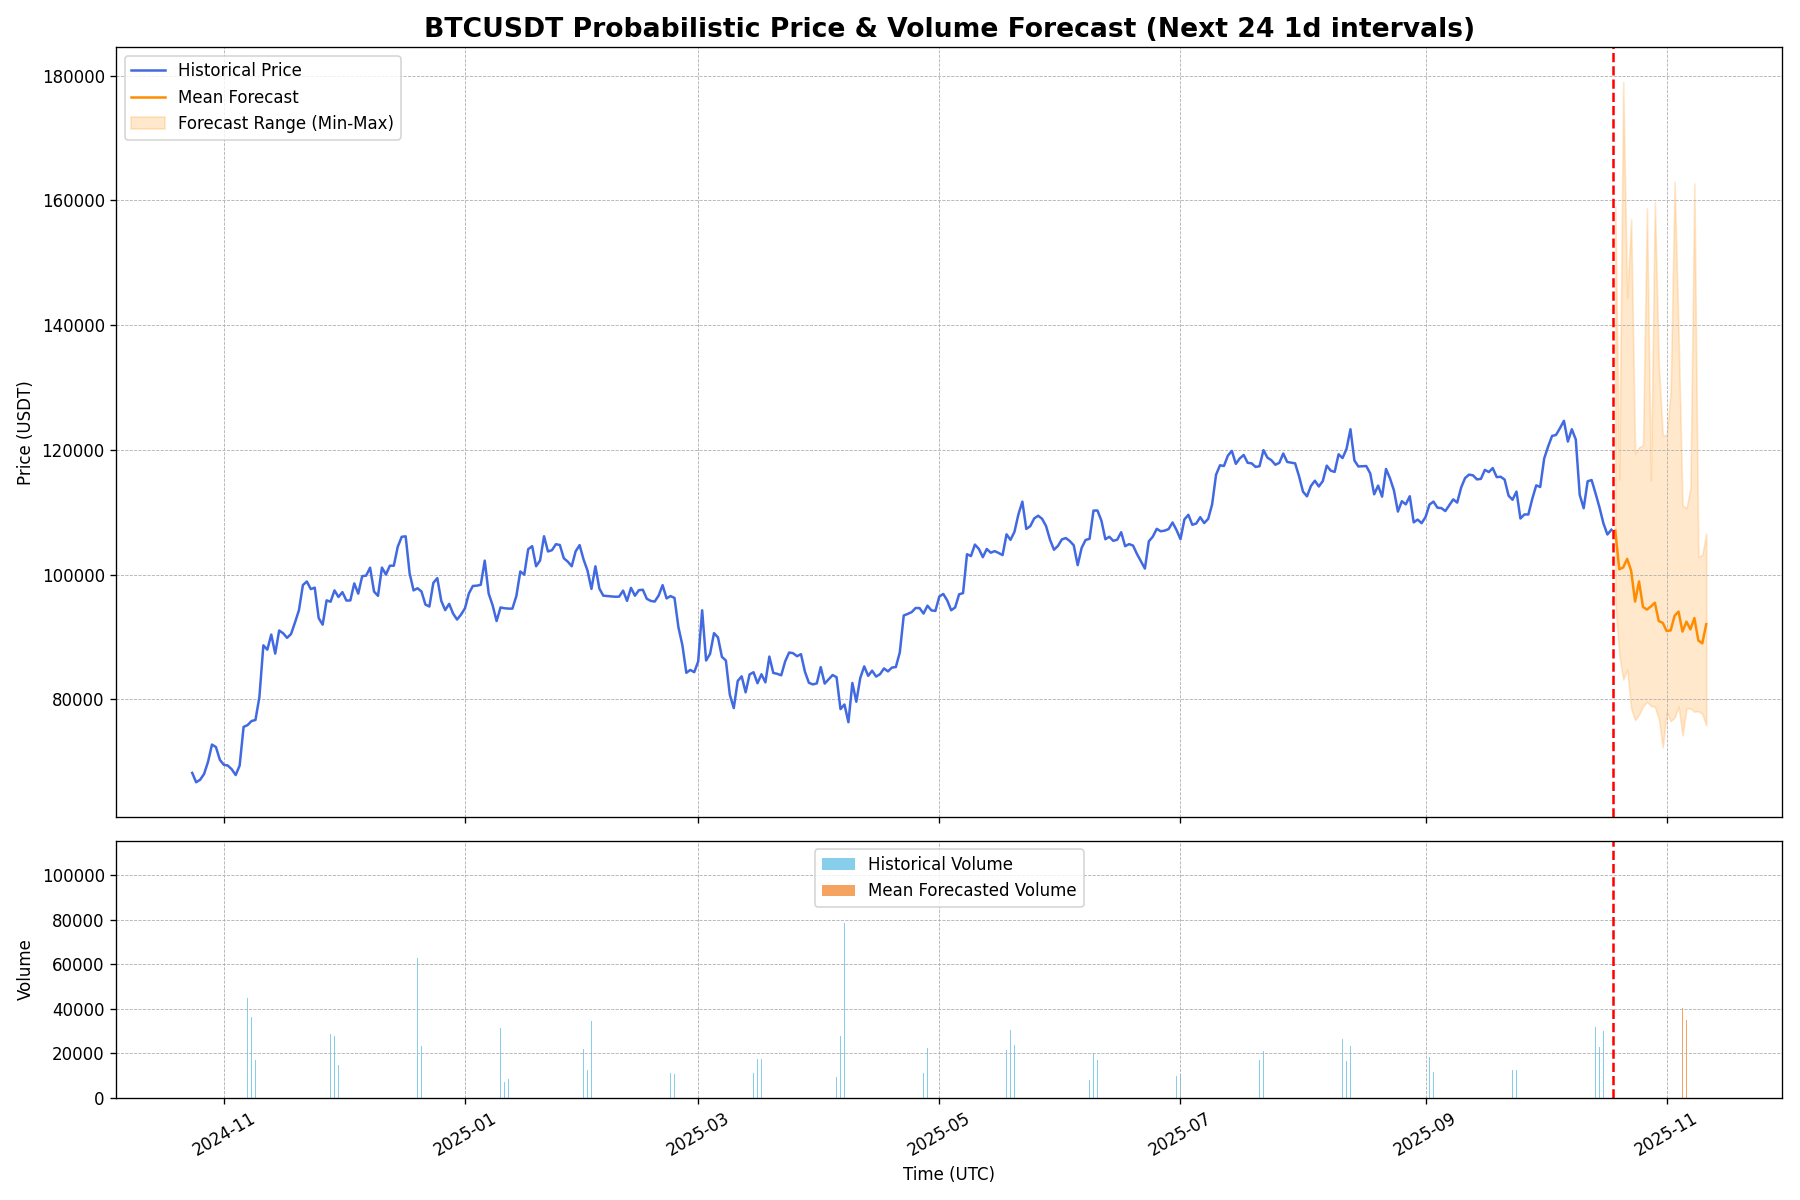 BTCUSDT Probabilistic Price & Volume Forecast (Next 24 1d intervals)
Historical Price
Mean Forecast
Forecast Range (Min-Max)
Price (USDT)
180000
160000
140000
120000
100000
80000
Historical Volume
Mean Forecasted Volume
Volume
100000
80000
60000
40000
20000
0
2024-11
2025-01
2025-03
2025-05
2025-07
2025-09
2025-11
Time (UTC)